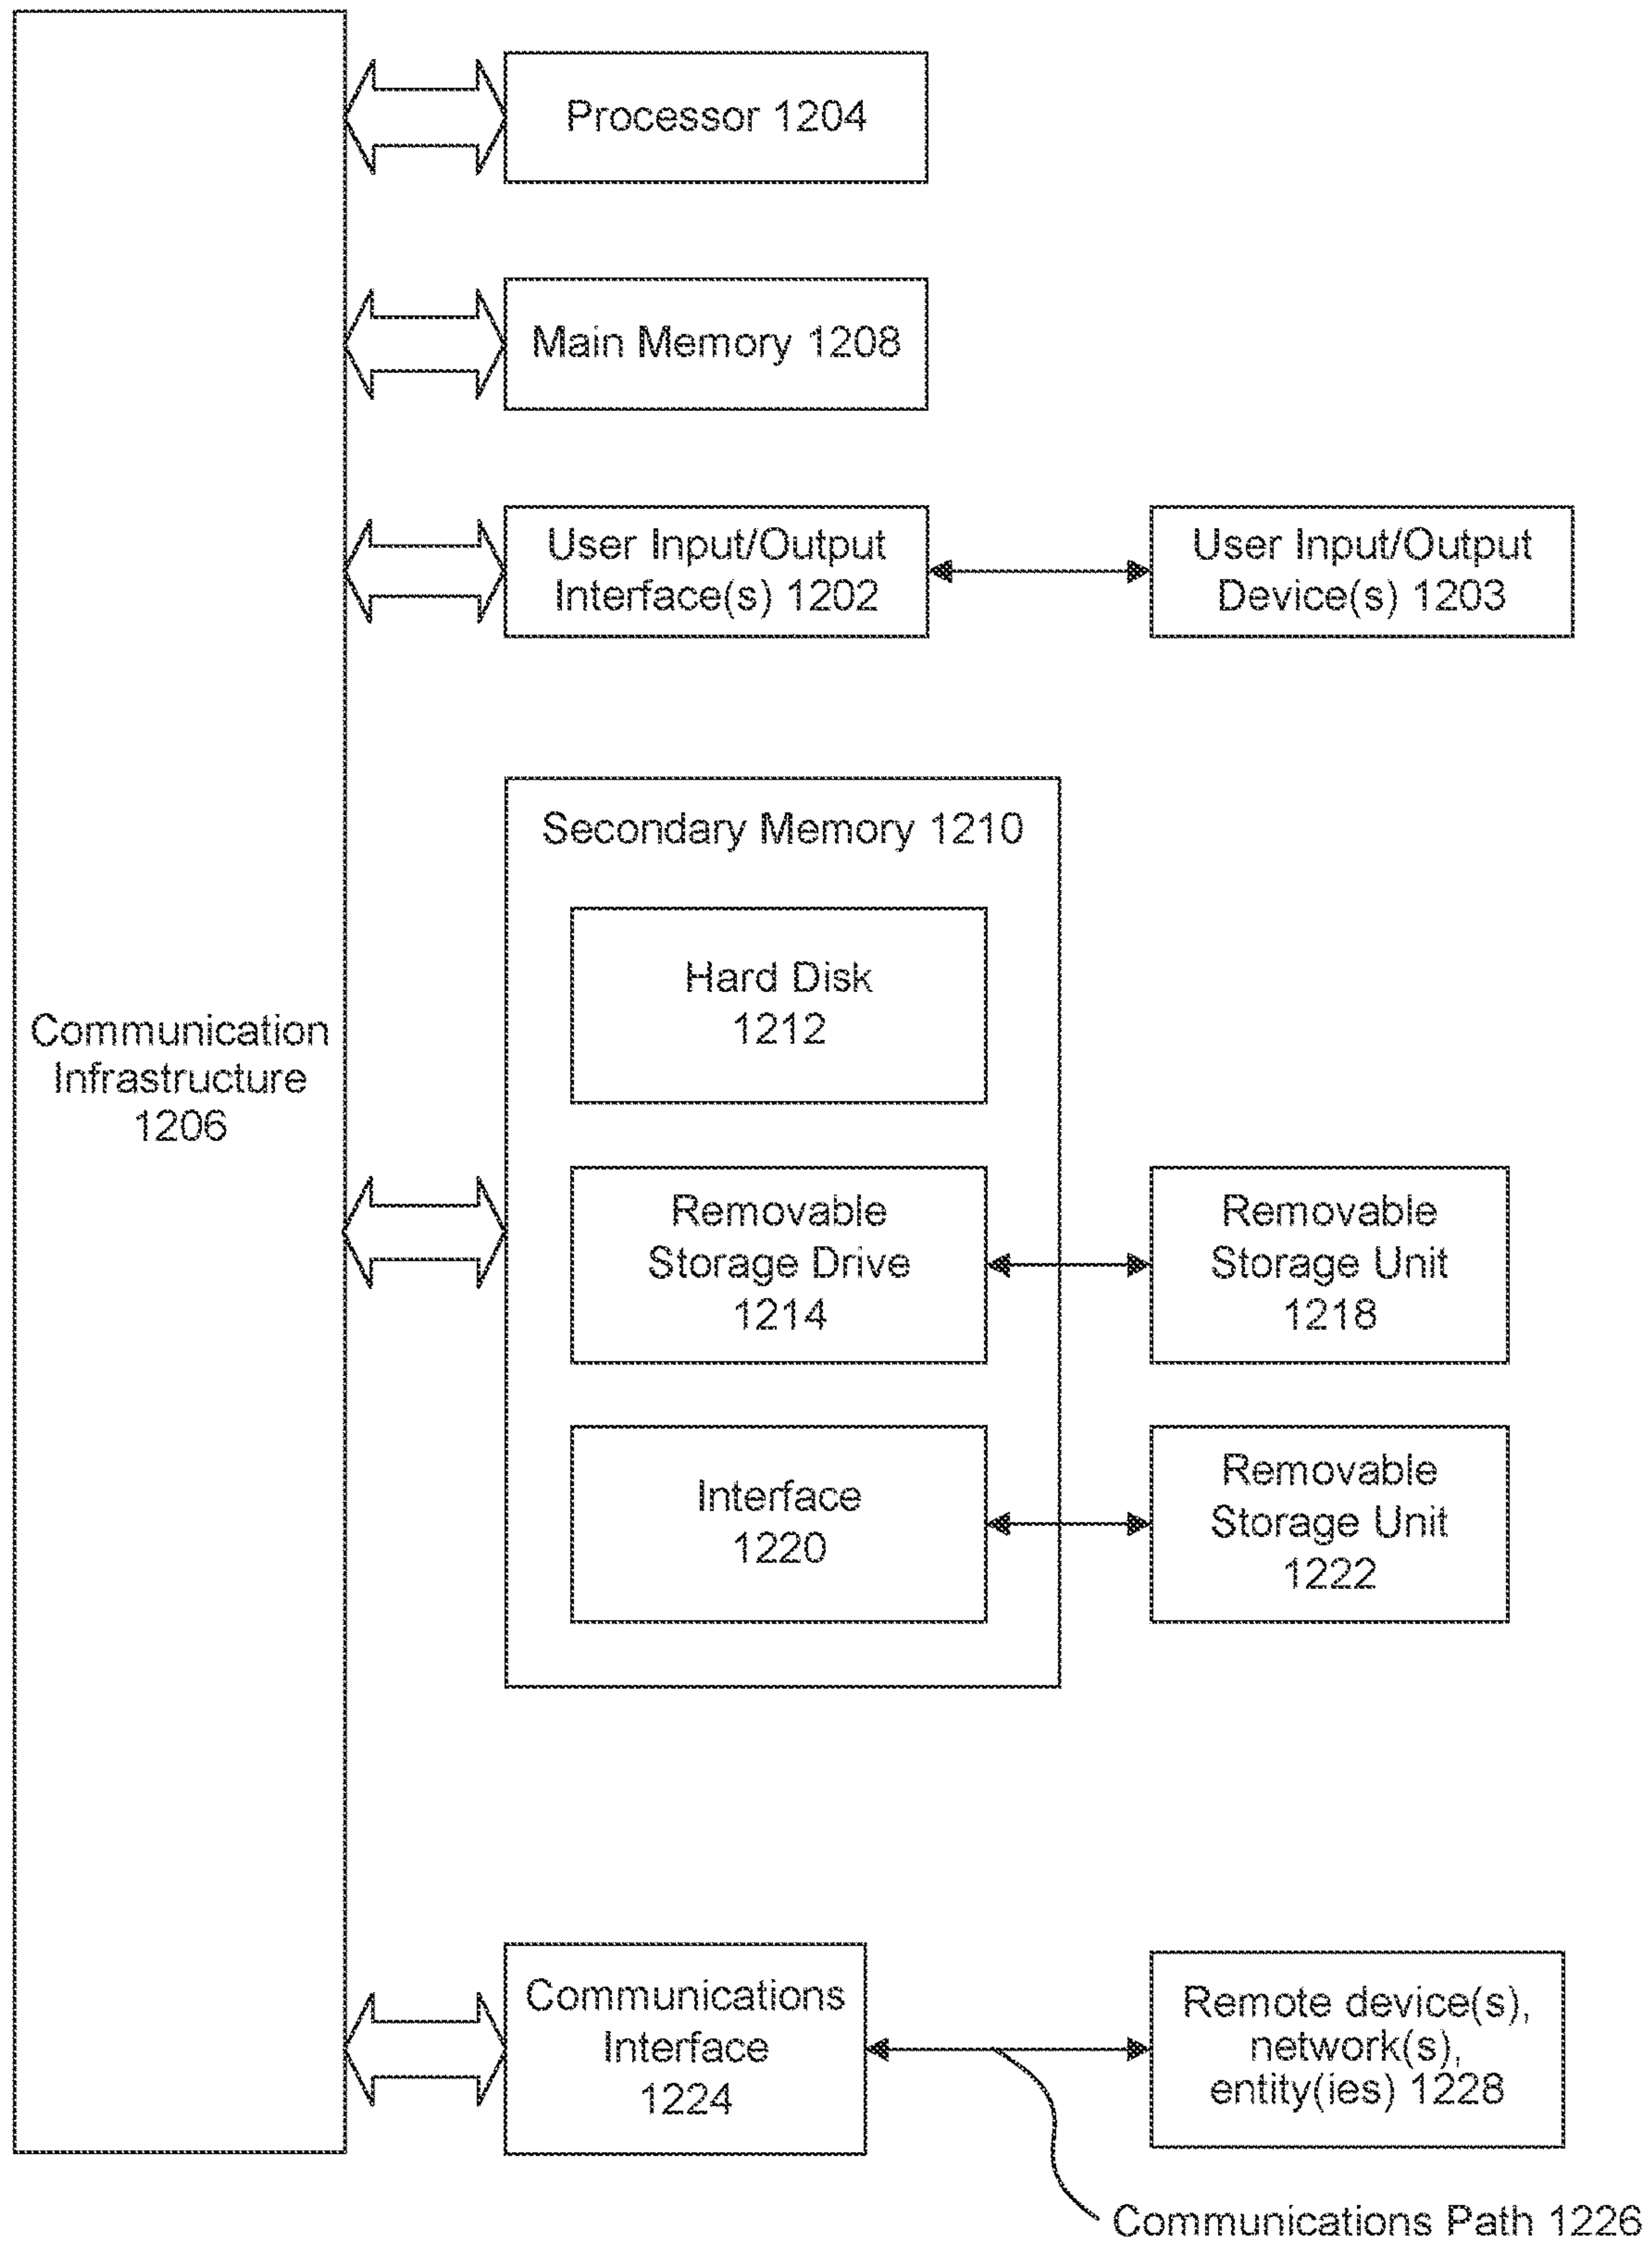 Processor 1204
Main Memory 1208
User Input/Output
Interface(s) 1202
User Input/Output
Device(s) 1203
Communication
Infrastructure
1206
Secondary Memory 1210
Hard Disk
1212
Removable
Storage Drive
1214
Removable
Storage Unit
1218
Interface
1220
Removable
Storage Unit
1222
Communications
Interface
1224
Remote device(s),
network(s),
entity(ies) 1228
Communications Path 1226